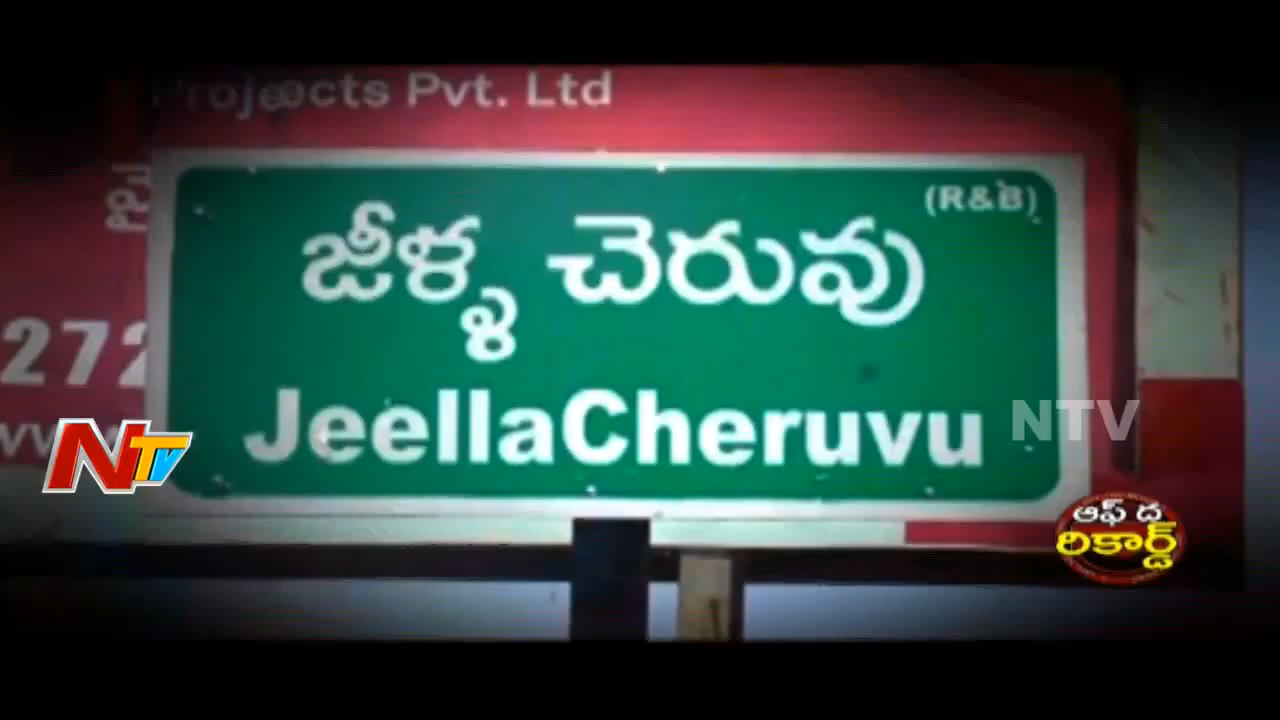 Projects Pvt. Ltd
(R&B)
జీళ్ళ చెరువు
272
JeellaCheruvu
NTV
NTV
ఆఫ్ ద
రికార్డ్